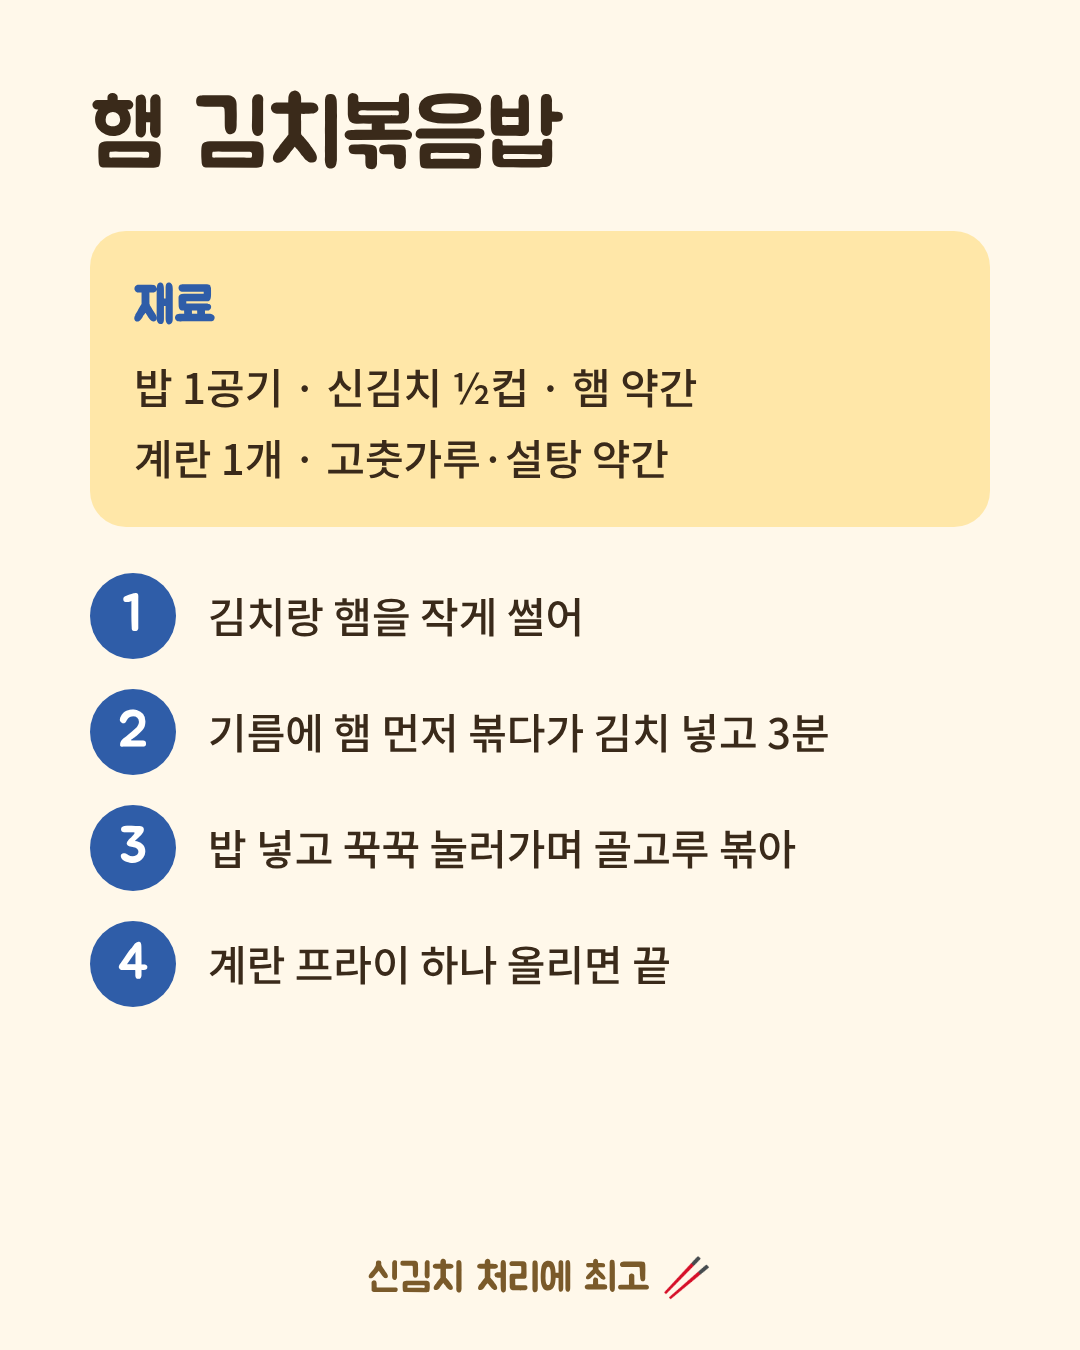 햄 김치볶음밥
재료
밥 1공기 · 신김치 ½컵 · 햄 약간
계란 1개 · 고춧가루·설탕 약간
1 김치랑 햄을 작게 썰어
2 기름에 햄 먼저 볶다가 김치 넣고 3분
3 밥 넣고 꾹꾹 눌러가며 골고루 볶아
4 계란 프라이 하나 올리면 끝
신김치 처리에 최고 🥢